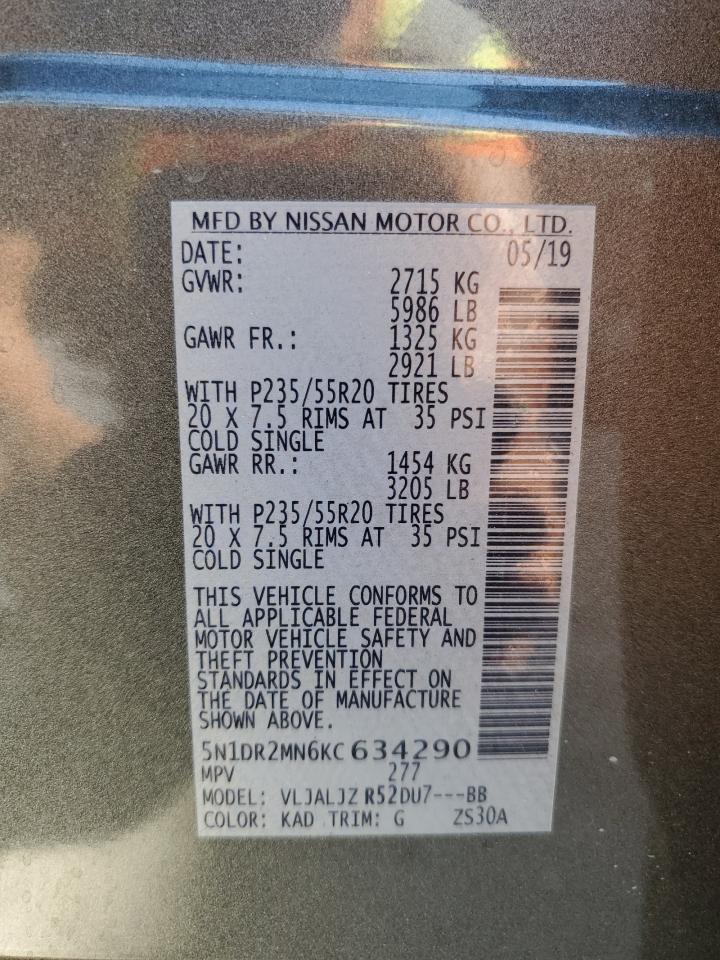 MFD BY NISSAN MOTOR CO., LTD.
DATE: 05/19
GVWR: 2715 KG
5986 LB
GAWR FR.: 1325 KG
2921 LB
WITH P235/55R20 TIRES
20 X 7.5 RIMS AT 35 PSI
COLD SINGLE
GAWR RR.: 1454 KG
3205 LB
WITH P235/55R20 TIRES
20 X 7.5 RIMS AT 35 PSI
COLD SINGLE
THIS VEHICLE CONFORMS TO
ALL APPLICABLE FEDERAL
MOTOR VEHICLE SAFETY AND
THEFT PREVENTION
STANDARDS IN EFFECT ON
THE DATE OF MANUFACTURE
SHOWN ABOVE.
5N1DR2MN6KC 634290
MPV 277
MODEL: VLJALJZ R52DU7---BB
COLOR: KAD TRIM: G ZS30A